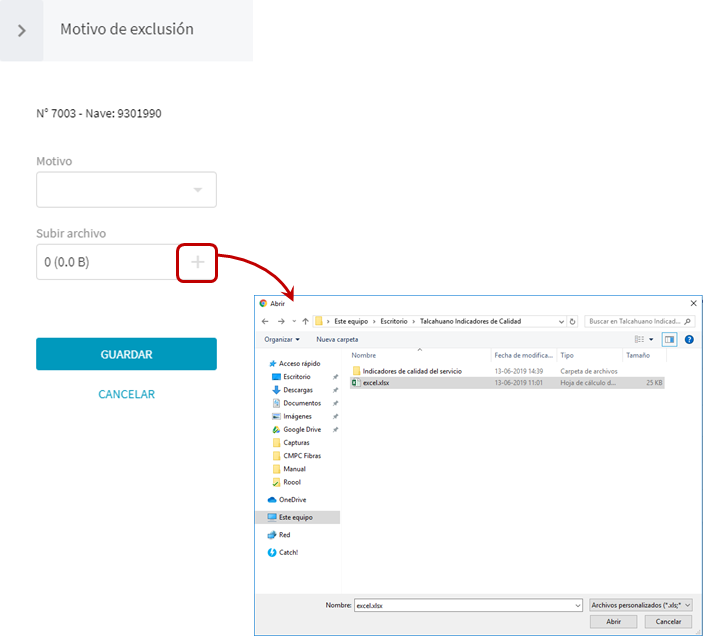 Motivo de exclusión
N° 7003 - Nave: 9301990
Motivo
Subir archivo
0 (0.0 B)
GUARDAR
CANCELAR
Abrir
Este equipo › Escritorio › Talcahuano Indicadores de Calidad
Buscar en Talcahuano Indicad...
Organizar
Nueva carpeta
Nombre Fecha de modifica... Tipo Tamaño
Indicadores de calidad del servicio 13-06-2019 14:39 Carpeta de archivos
excel.xlsx 13-06-2019 11:01 Hoja de cálculo d... 25 KB
Acceso rápido
Escritorio
Descargas
Documentos
Imágenes
Google Drive
Capturas
CMPC Fibras
Manual
Roool
OneDrive
Este equipo
Red
Catch!
Nombre: excel.xlsx
Archivos personalizados (*.xls;*
Abrir
Cancelar